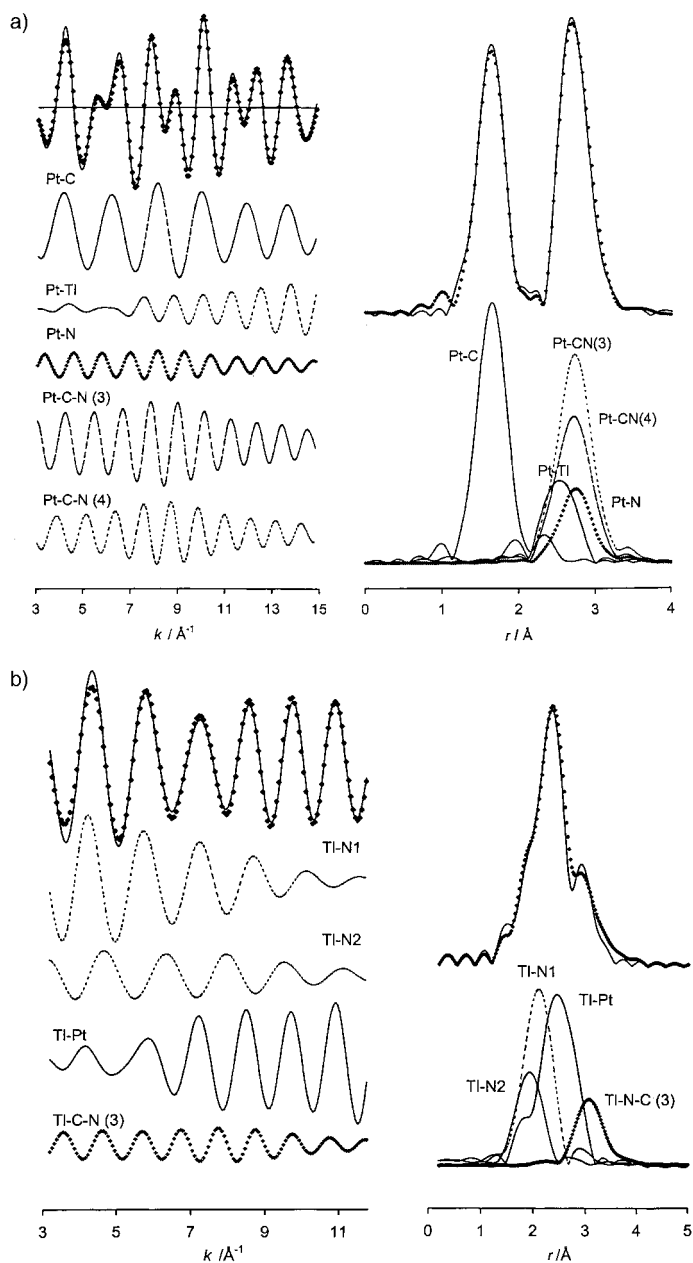 a)
Pt-C
Pt-Tl
Pt-N
Pt-C-N (3)
Pt-C-N (4)
3 5 7 9 11 13 15
k / Å-1
Pt-CN(3)
Pt-C
Pt-CN(4)
Pt-Tl
Pt-N
0 1 2 3 4
r / Å
b)
Tl-N1
Tl-N2
Tl-Pt
Tl-C-N (3)
3 5 7 9 11
k /Å-1
Tl-N1
Tl-Pt
Tl-N2
Tl-N-C (3)
0 1 2 3 4 5
r/Å